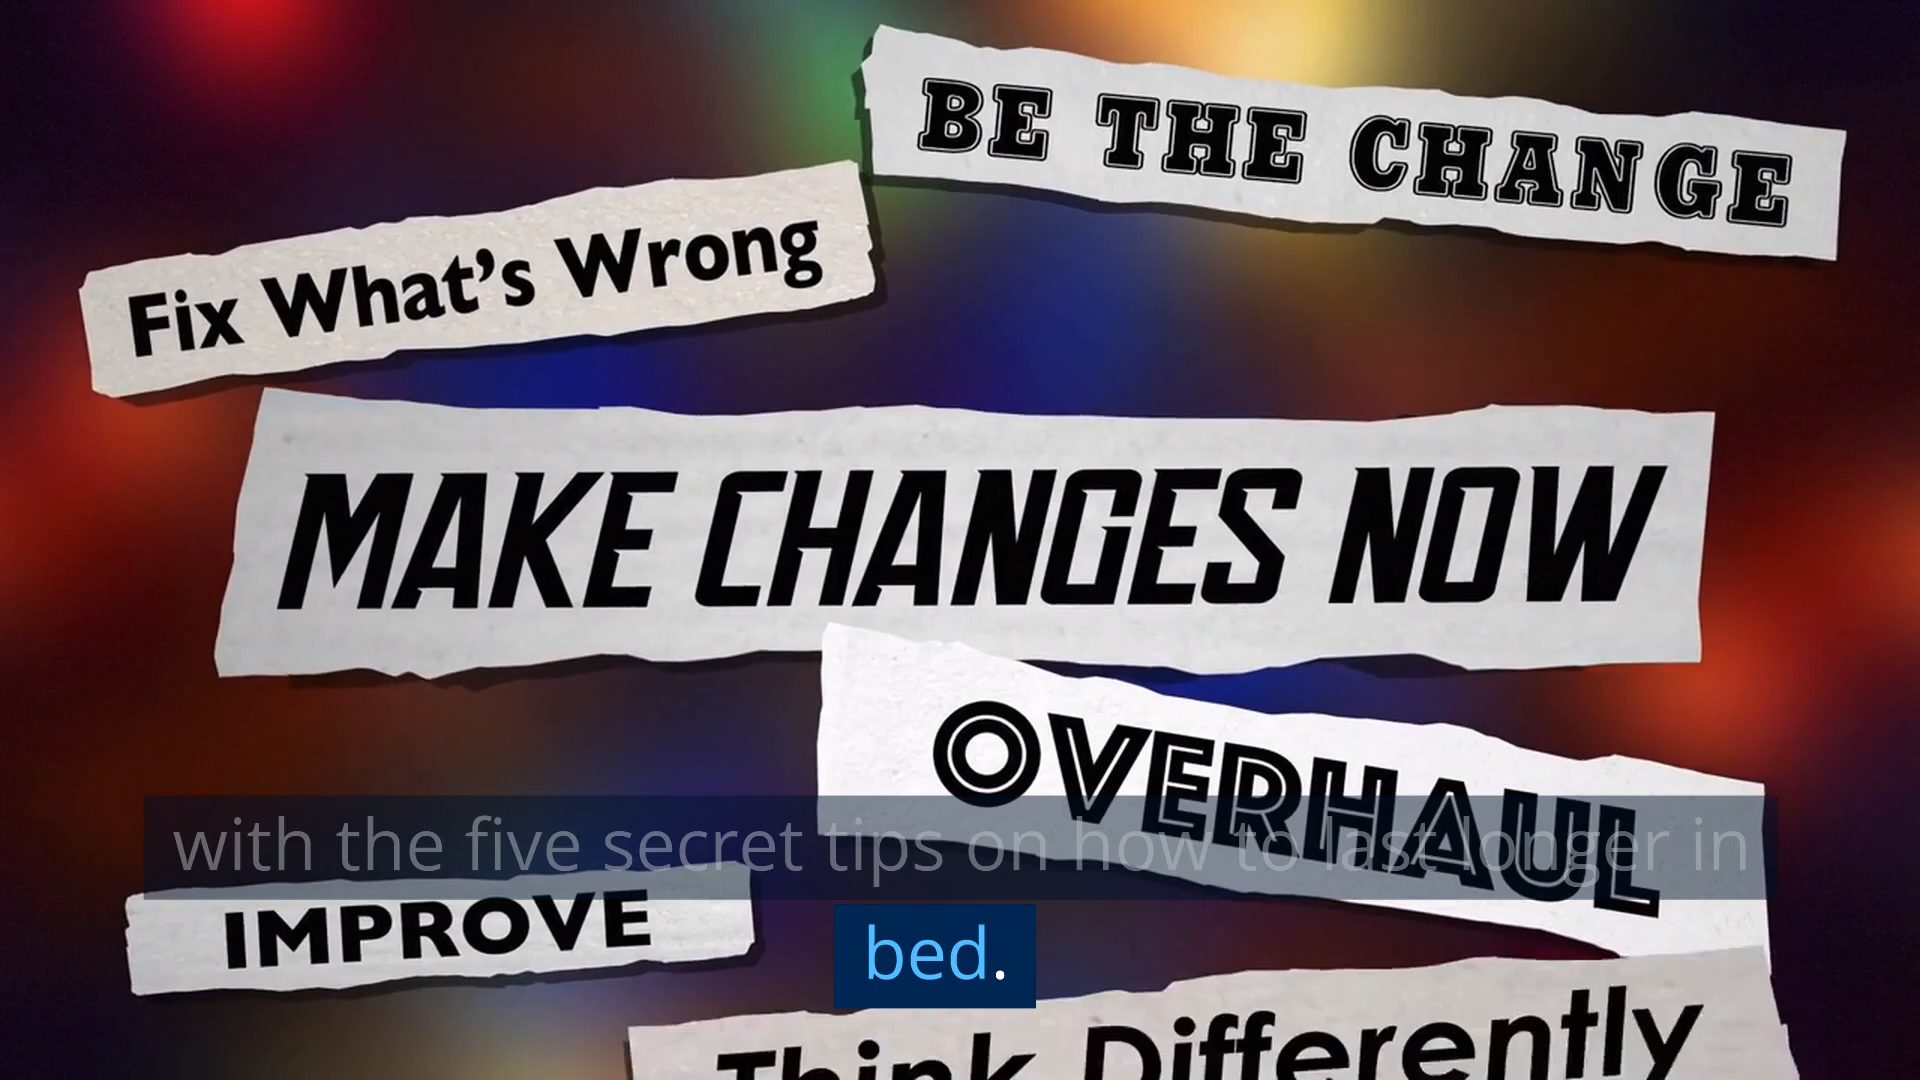 BE THE CHANGE
Fix What's Wrong
MAKE CHANGES NOW
OVERHAUL
with the five secret tips on how to last longer in
bed.
IMPROVE
Think Differently